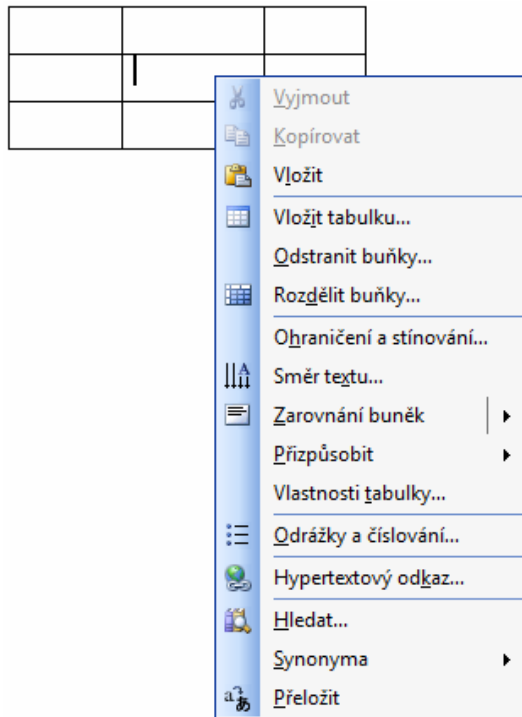 Vyjmout
Kopírovat
Vložit
Vložit tabulku...
Odstranit buňky...
Rozdělit buňky...
Ohraničení a stínování...
Směr textu...
Zarovnání buněk
Přizpůsobit
Vlastnosti tabulky...
Odrážky a číslování...
Hypertextový odkaz...
Hledat...
Synonyma
Přeložit